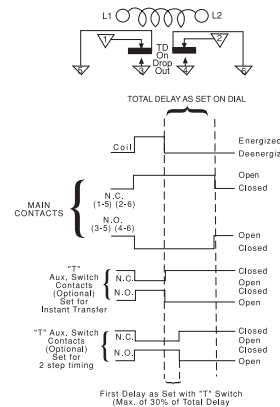 L1 L2
1 2
TD
On
Drop
Out
5 3 4 6
TOTAL DELAY AS SET ON DIAL
Coil
Energized
Deenergiz
MAIN
CONTACTS
N.C.
(1-5) (2-6)
Open
Closed
N.O.
(3-5) (4-6)
Open
Closed
"T"
Aux. Switch
Contacts
(Optional)
Set for
Instant Transfer
N.C.
Closed
Open
N.O.
Closed
Open
"T" Aux. Switch
Contacts
(Optional)
Set for
2 step timing
N.C.
Closed
Open
N.O.
Closed
Open
First Delay as Set with "T" Switch
(Max. of 30% of Total Delay